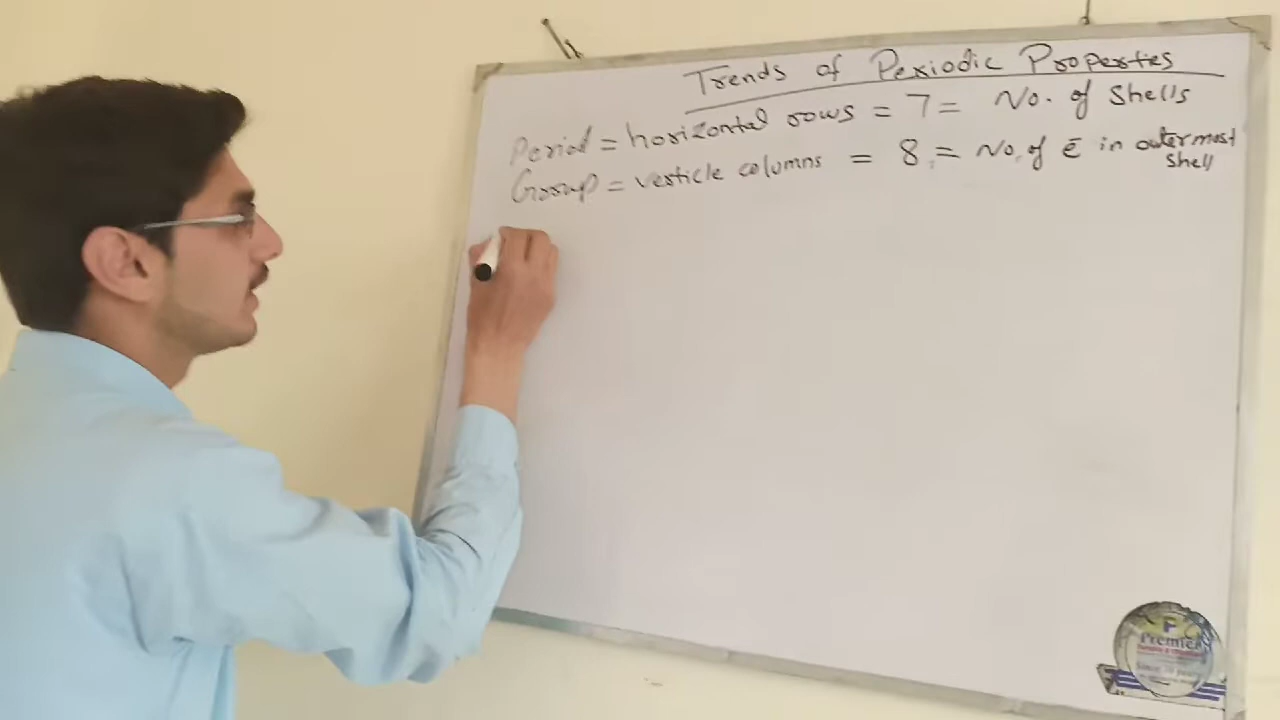 Trends of Periodic Properties
Period = horizontal rows = 7 = No. of Shells
Group = verticle columns = 8 = No. of ē in outermost
Shell
Premier